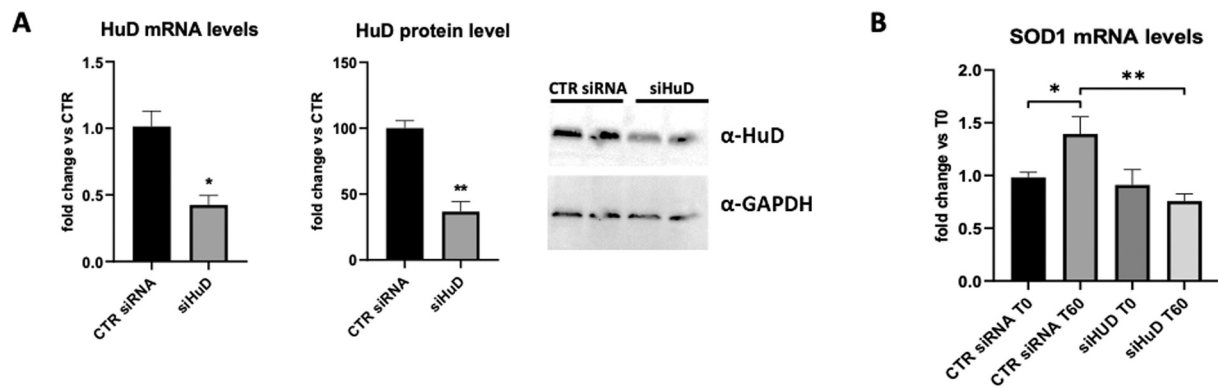 A
HuD mRNA levels
fold change vs CTR
1.5
1.0
0.5
0.0
*
CTR siRNA
siHuD
HuD protein level
fold change vs CTR
150
100
50
0
**
CTR siRNA
siHuD
CTR siRNA siHuD
α-HuD
α-GAPDH
B
SOD1 mRNA levels
fold change vs T0
2.0
1.5
1.0
0.5
0.0
*
**
CTR siRNA T0
CTR siRNA T60
siHUD T0
siHuD T60